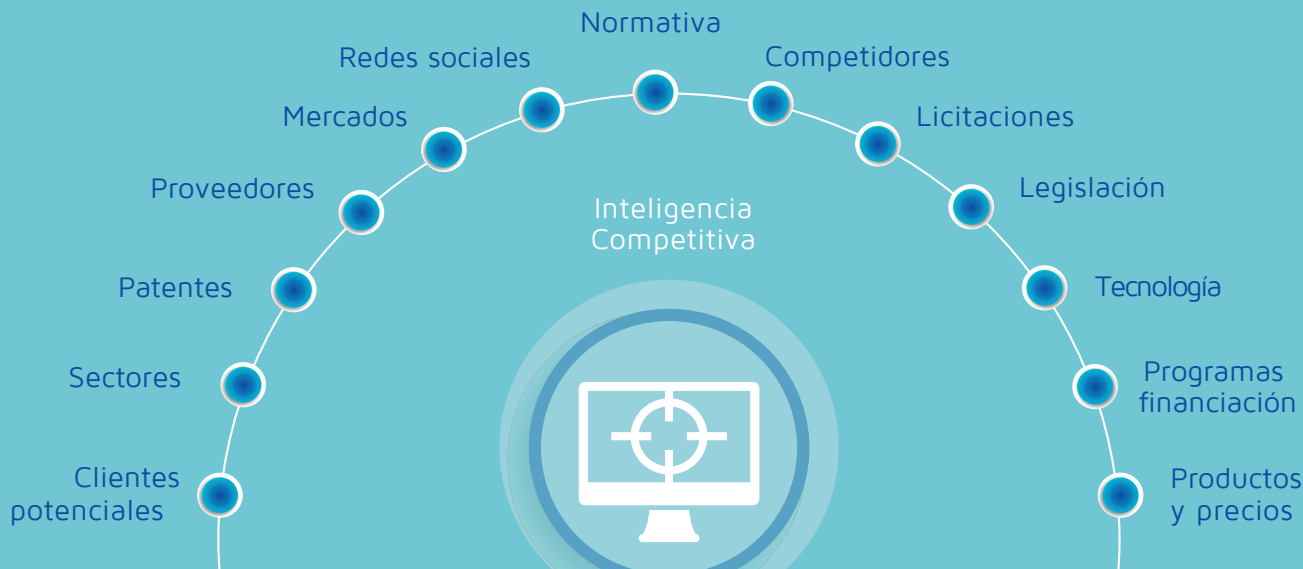 Normativa
Redes sociales
Competidores
Mercados
Licitaciones
Proveedores
Legislación
Inteligencia
Competitiva
Patentes
Tecnología
Sectores
Programas
financiación
Clientes
potenciales
Productos
y precios